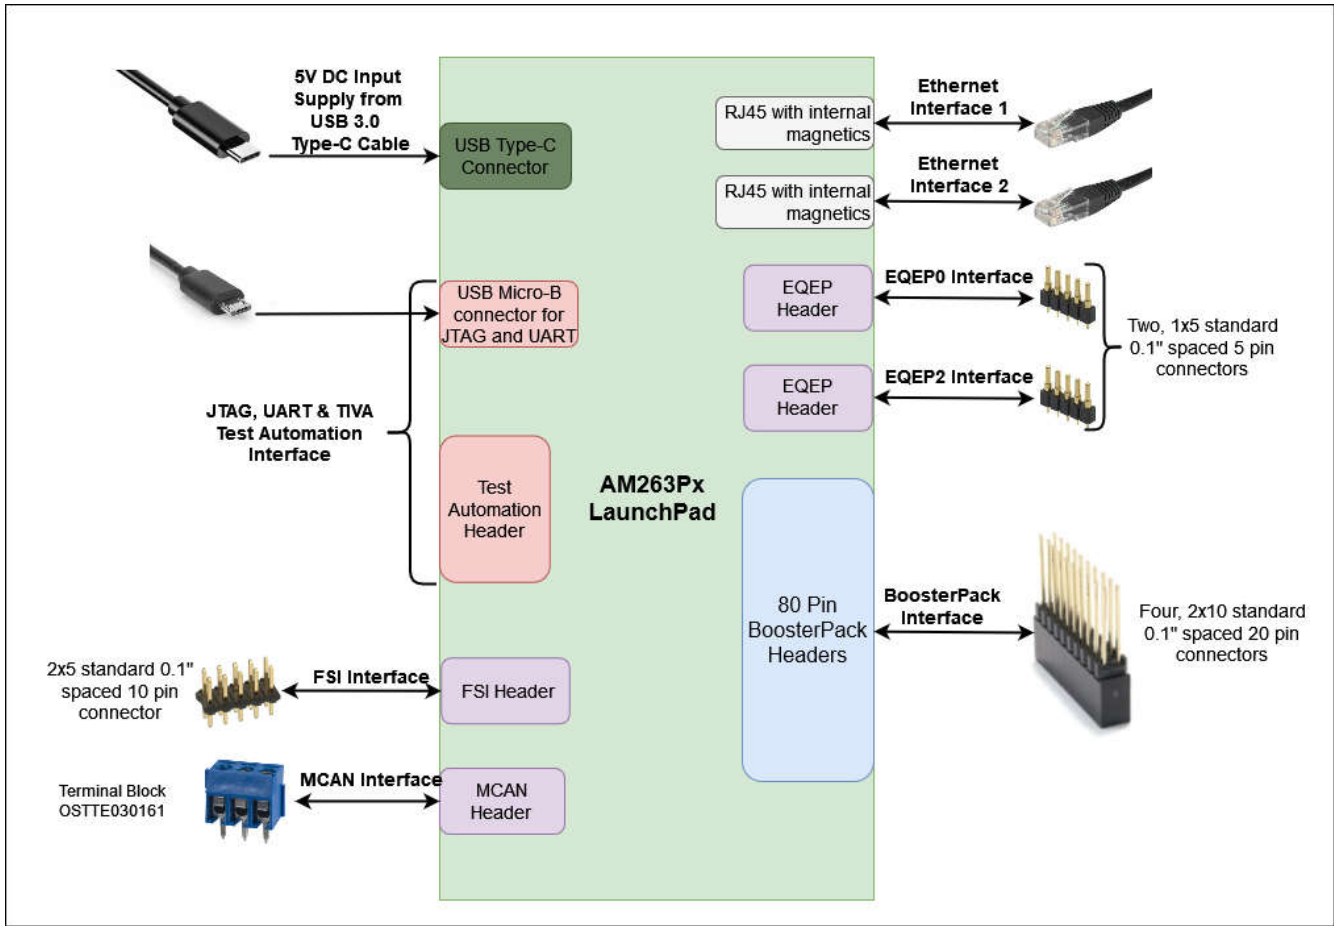 5V DC Input
Supply from
USB 3.0
Type-C Cable
USB Type-C
Connector
USB Micro-B
connector for
JTAG and UART
JTAG, UART & TIVA
Test Automation
Interface
Test
Automation
Header
2x5 standard 0.1"
spaced 10 pin
connector
FSI Interface
FSI Header
Terminal Block
OSTTE030161
MCAN Interface
MCAN
Header
AM263Px
LaunchPad
RJ45 with internal
magnetics
Ethernet
Interface 1
RJ45 with internal
magnetics
Ethernet
Interface 2
EQEP
Header
EQEP0 Interface
EQEP
Header
EQEP2 Interface
Two, 1x5 standard
0.1" spaced 5 pin
connectors
80 Pin
BoosterPack
Headers
BoosterPack
Interface
Four, 2x10 standard
0.1" spaced 20 pin
connectors